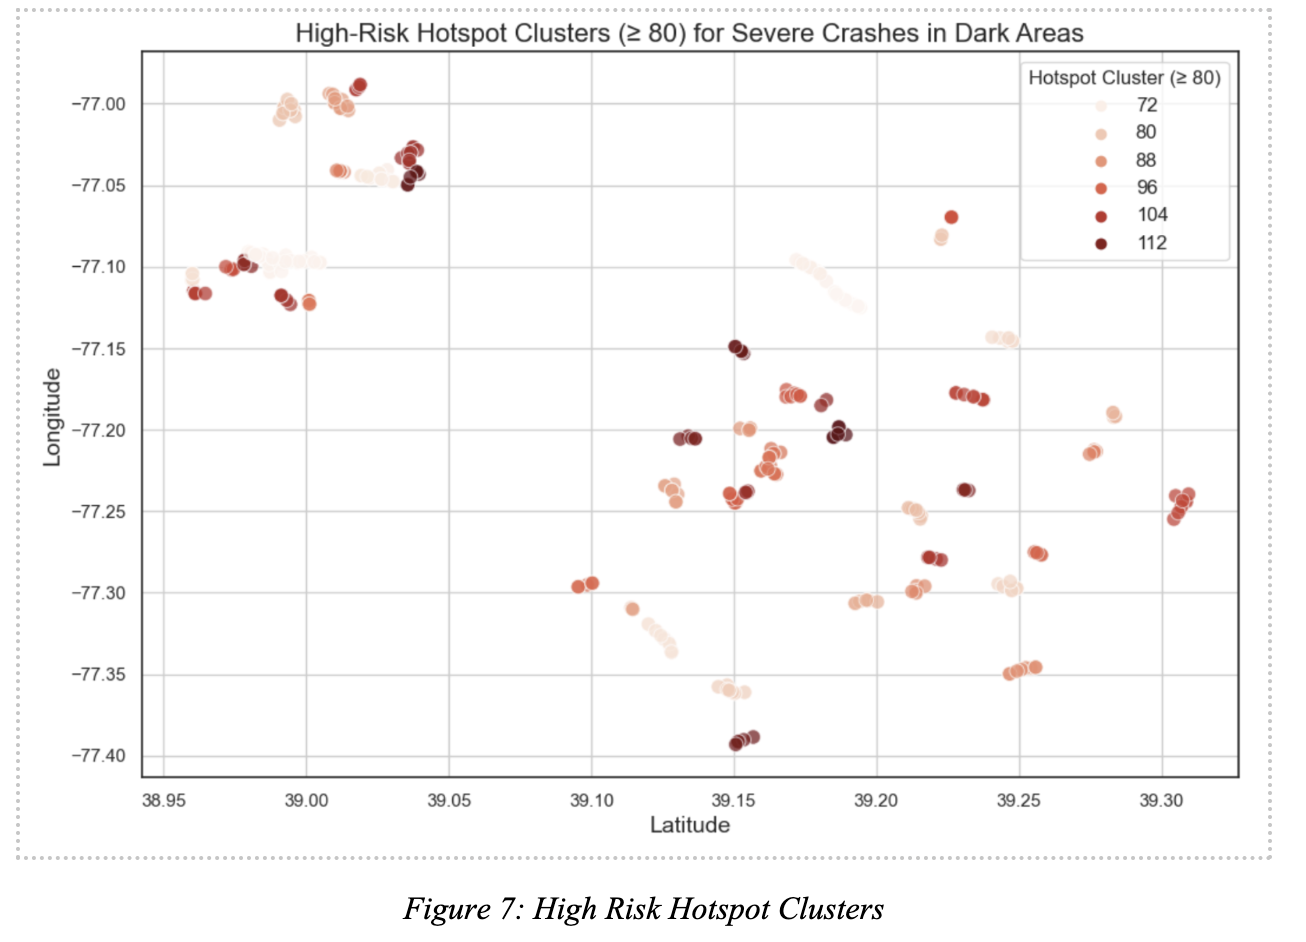 High-Risk Hotspot Clusters (≥ 80) for Severe Crashes in Dark Areas
Hotspot Cluster (≥ 80)
72
80
88
96
104
112
−77.00
−77.05
−77.10
−77.15
−77.20
−77.25
−77.30
−77.35
−77.40
Longitude
38.95 39.00 39.05 39.10 39.15 39.20 39.25 39.30
Latitude
Figure 7: High Risk Hotspot Clusters